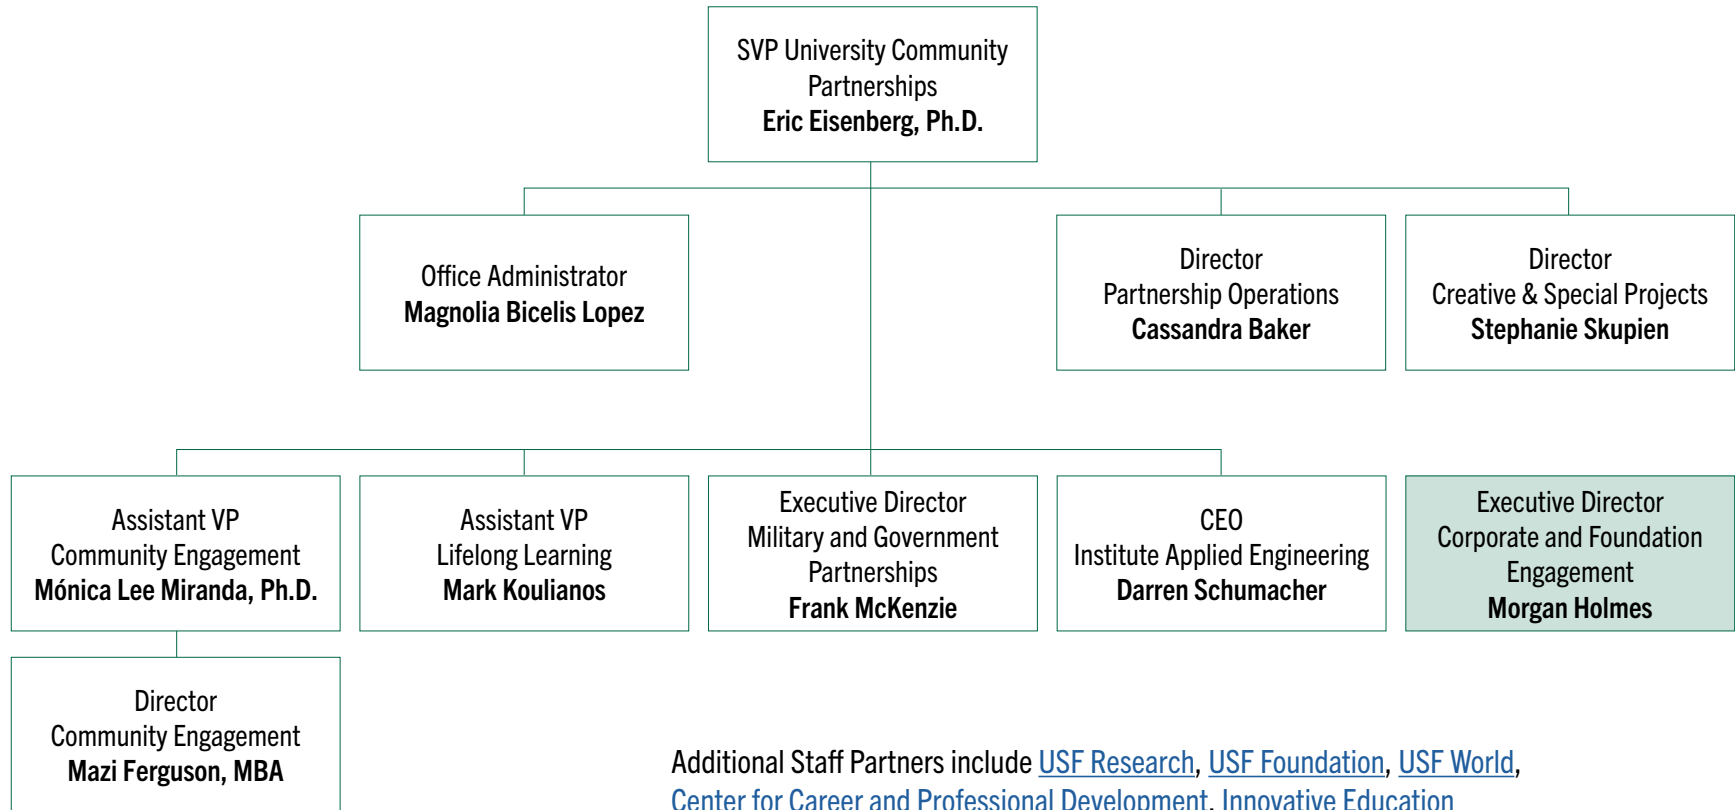 SVP University Community
Partnerships
Eric Eisenberg, Ph.D.
Office Administrator
Magnolia Bicelis Lopez
Director
Partnership Operations
Cassandra Baker
Director
Creative & Special Projects
Stephanie Skupien
Assistant VP
Community Engagement
Mónica Lee Miranda, Ph.D.
Assistant VP
Lifelong Learning
Mark Koulianos
Executive Director
Military and Government
Partnerships
Frank McKenzie
CEO
Institute Applied Engineering
Darren Schumacher
Executive Director
Corporate and Foundation
Engagement
Morgan Holmes
Director
Community Engagement
Mazi Ferguson, MBA
Additional Staff Partners include USF Research, USF Foundation, USF World,
Center for Career and Professional Development, Innovative Education